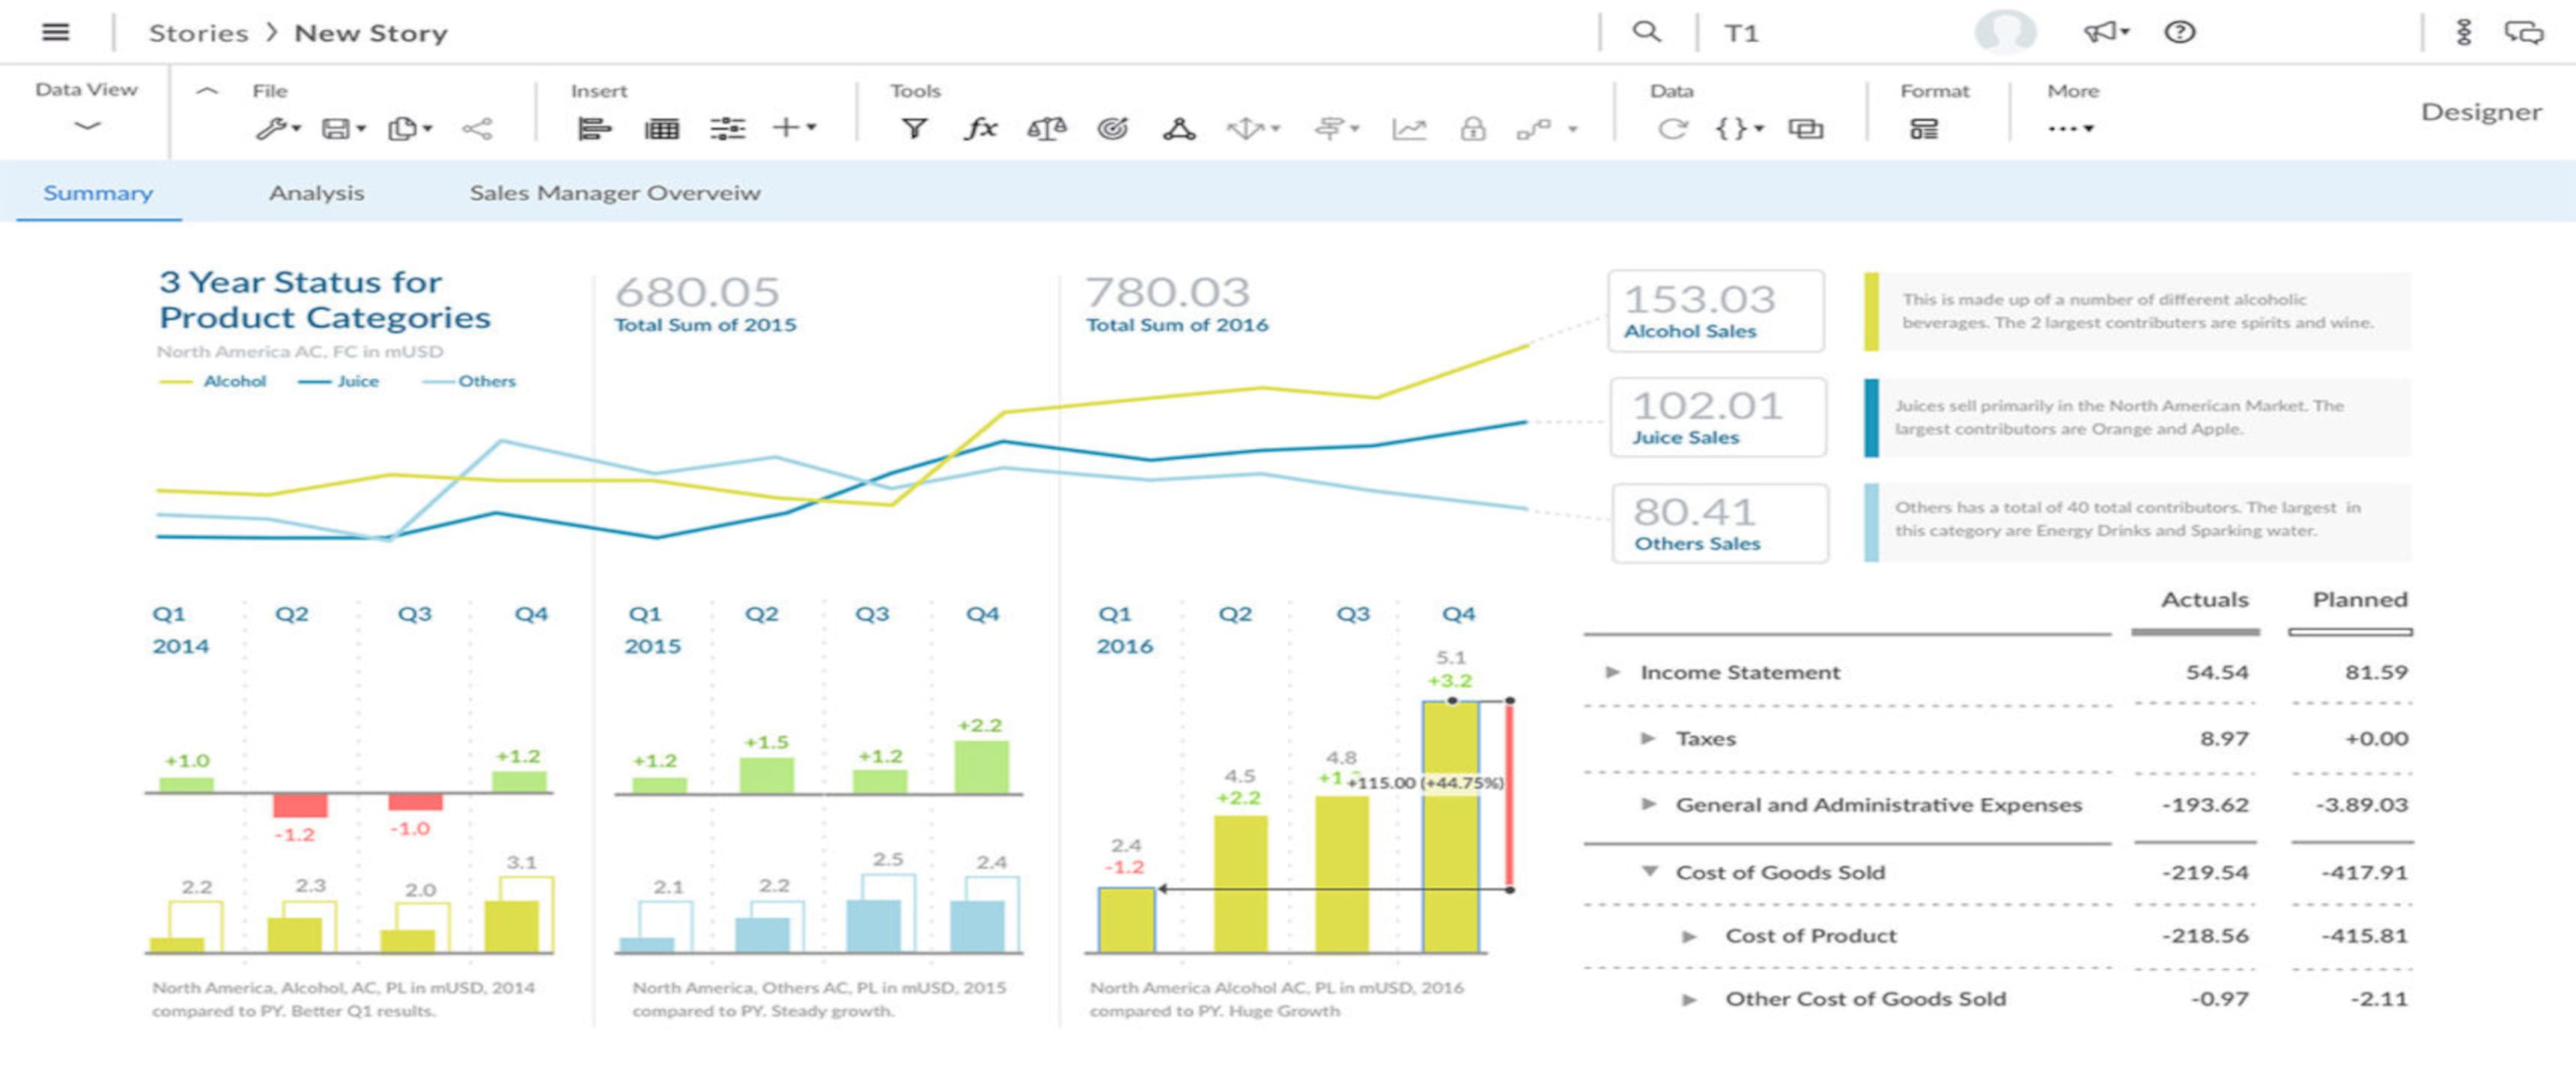 Stories > New Story
T1
Data View
File
Insert
Tools
fx
Data
{}
Format
More
Designer
Summary
Analysis
Sales Manager Overveiw
3 Year Status for
Product Categories
North America AC, FC in mUSD
Alcohol
Juice
Others
680.05
Total Sum of 2015
780.03
Total Sum of 2016
153.03
Alcohol Sales
This is made up of a number of different alcoholic
beverages. The 2 largest contributers are spirits and wine.
102.01
Juice Sales
Juices sell primarily in the North American Market. The
largest contributors are Orange and Apple.
80.41
Others Sales
Others has a total of 40 total contributors. The largest in
this category are Energy Drinks and Sparking water.
Q1 Q2 Q3 Q4
2014
+1.0
-1.2
-1.0
+1.2
2.2
2.3
2.0
3.1
North America, Alcohol, AC, PL in mUSD, 2014
compared to PY. Better Q1 results.
Q1 Q2 Q3 Q4
2015
+1.2
+1.5
+1.2
+2.2
2.1
2.2
2.5
2.4
North America, Others AC, PL in mUSD, 2015
compared to PY. Steady growth.
Q1 Q2 Q3 Q4
2016
2.4
-1.2
4.5
+2.2
4.8
5.1
+3.2
+115.00 (+44.75%)
North America Alcohol AC, PL in mUSD, 2016
compared to PY. Huge Growth
Actuals Planned
Income Statement 54.54 81.59
Taxes 8.97 +0.00
General and Administrative Expenses -193.62 -3.89.03
Cost of Goods Sold -219.54 -417.91
Cost of Product -218.56 -415.81
Other Cost of Goods Sold -0.97 -2.11